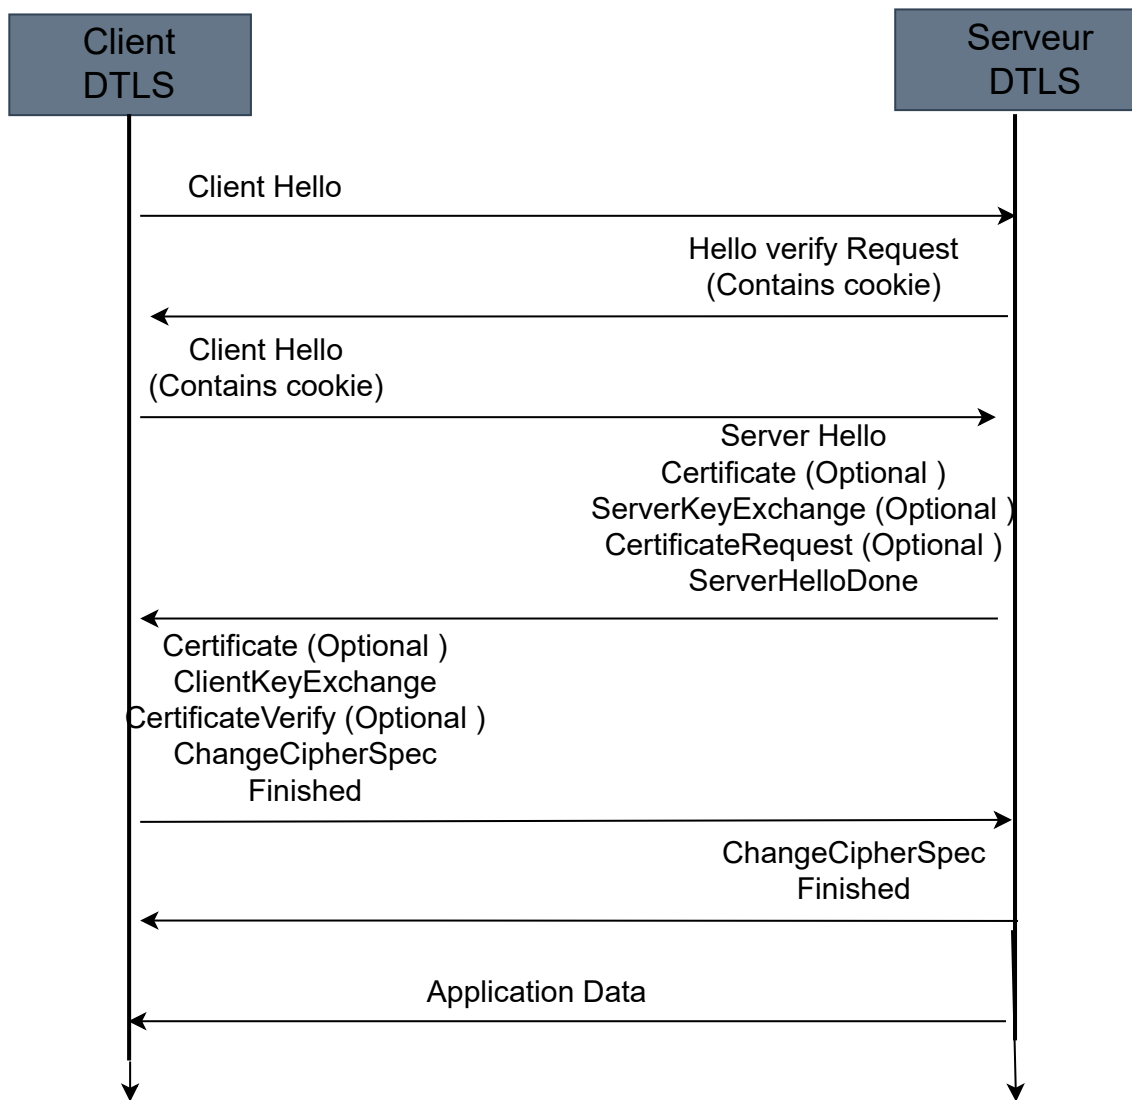 Client
DTLS
Serveur
DTLS
Client Hello
Hello verify Request
(Contains cookie)
Client Hello
(Contains cookie)
Server Hello
Certificate (Optional )
ServerKeyExchange (Optional )
CertificateRequest (Optional )
ServerHelloDone
Certificate (Optional )
ClientKeyExchange
CertificateVerify (Optional )
ChangeCipherSpec
Finished
ChangeCipherSpec
Finished
Application Data